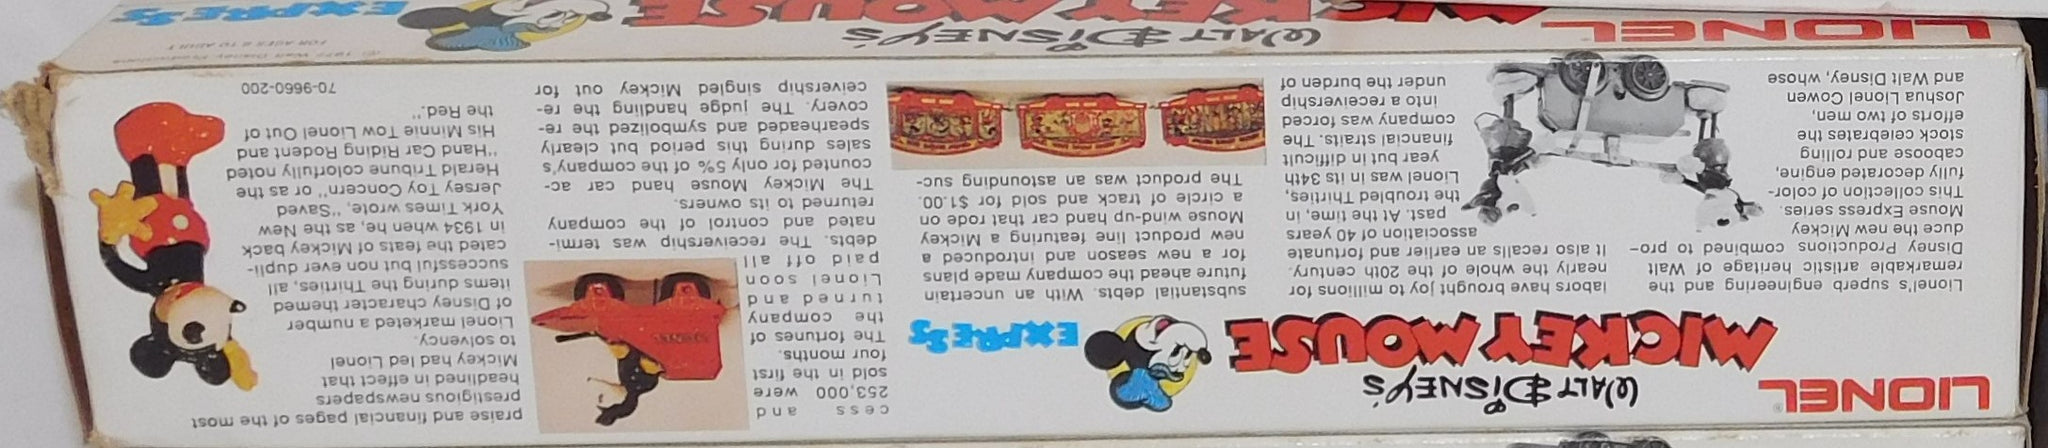 LIONEL
WALT DISNEY'S
MICKEY MOUSE
EXPRESS
Lionel's superb engineering and the
remarkable artistic heritage of Walt
Disney Productions combined to pro-
duce the new Mickey
Mouse Express series.
This collection of color-
fully decorated engine,
caboose and rolling
stock celebrates the
efforts of two men,
Joshua Lionel Cowen
and Walt Disney, whose
labors have brought joy to millions for
nearly the whole of the 20th century.
It also recalls an earlier and fortunate
association of 40 years
past. At the time, in
the troubled Thirties,
Lionel was in its 34th
year but in difficult
financial straits. The
company was forced
into a receivership
under the burden of
substantial debts. With an uncertain
future ahead the company made plans
for a new season and introduced a
new product line featuring a Mickey
Mouse wind-up hand car that rode on
a circle of track and sold for $1.00.
The product was an astounding suc-
cess and
253,000 were
sold in the first
four months.
The fortunes of
the company
turned and
Lionel soon
paid off all
debts. The receivership was termi-
nated and control of the company
returned to its owners.
The Mickey Mouse hand car ac-
counted for only 5% of the company's
sales during this period but clearly
spearheaded and symbolized the re-
covery. The judge handling the re-
ceivership singled Mickey out for
praise and financial pages of the most
prestigious newspapers
headlined in effect that
Mickey had led Lionel
to solvency.
Lionel marketed a number
of Disney character themed
items during the Thirties, all
successful but non ever dupli-
cated the feats of Mickey back
in 1934 when he, as the New
York Times wrote, "Saved
Jersey Toy Concern" or as the
Herald Tribune colorfully noted
"Hand Car Riding Rodent and
His Minnie Tow Lionel Out of
the Red."
70-9660-200
LIONEL
WALT DISNEY'S
MICKEY MOUSE
EXPRESS
FOR AGES 8 TO ADULT
© 1977 Walt Disney Productions
LIONEL